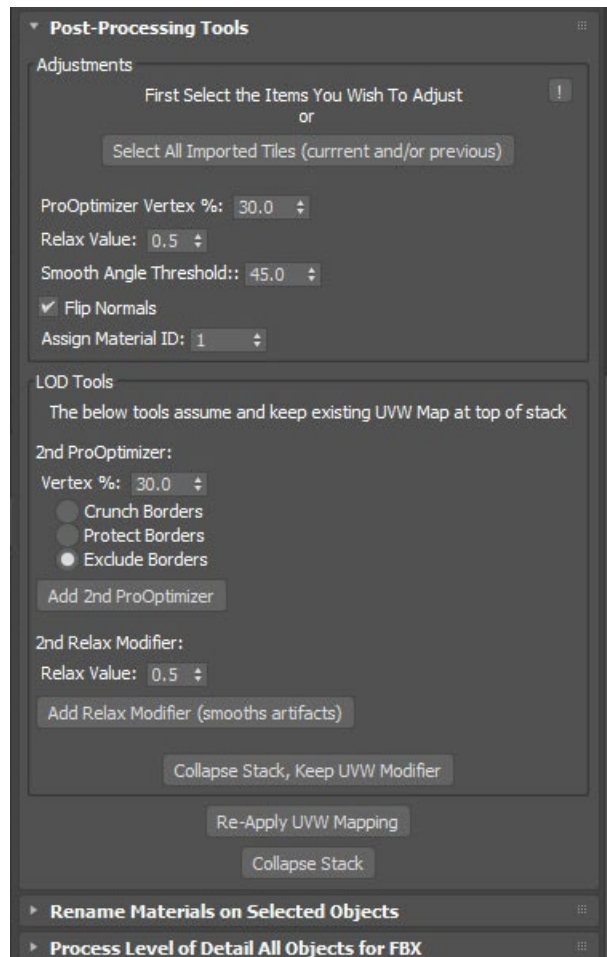 Post-Processing Tools
Adjustments
First Select the Items You Wish To Adjust
!
or
Select All Imported Tiles (currrent and/or previous)
ProOptimizer Vertex %: 30.0
Relax Value: 0.5
Smooth Angle Threshold:: 45.0
Flip Normals
Assign Material ID: 1
LOD Tools
The below tools assume and keep existing UVW Map at top of stack
2nd ProOptimizer:
Vertex %: 30.0
Crunch Borders
Protect Borders
Exclude Borders
Add 2nd ProOptimizer
2nd Relax Modifier:
Relax Value: 0.5
Add Relax Modifier (smooths artifacts)
Collapse Stack, Keep UVW Modifier
Re-Apply UVW Mapping
Collapse Stack
Rename Materials on Selected Objects
Process Level of Detail All Objects for FBX